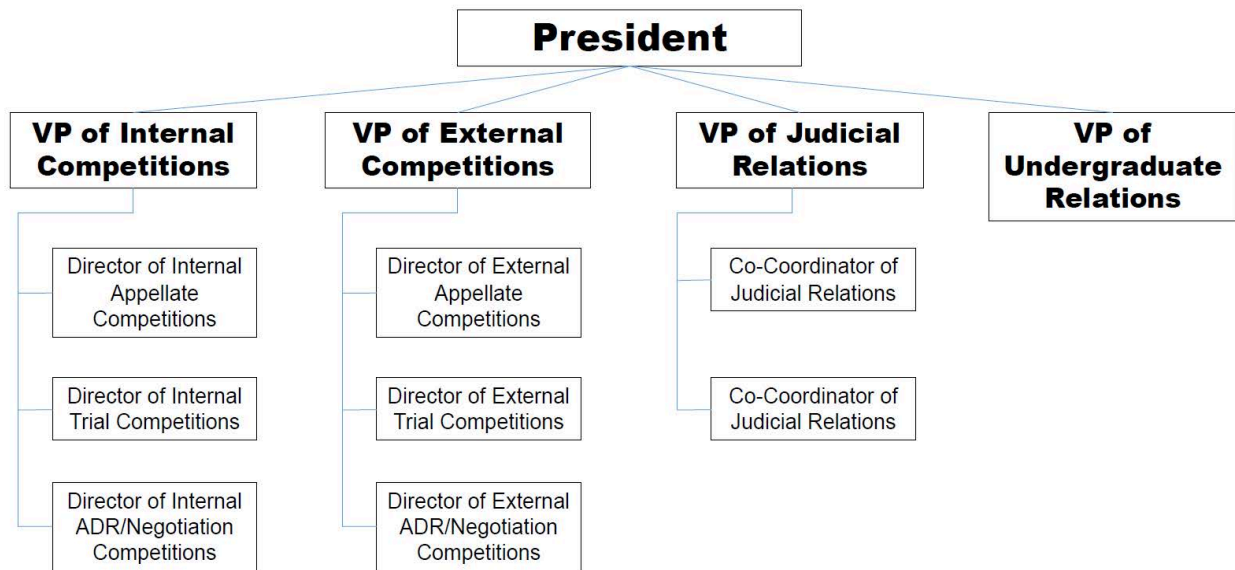 President
VP of Internal
Competitions
VP of External
Competitions
VP of Judicial
Relations
VP of
Undergraduate
Relations
Director of Internal
Appellate
Competitions
Director of External
Appellate
Competitions
Co-Coordinator of
Judicial Relations
Director of Internal
Trial Competitions
Director of External
Trial Competitions
Co-Coordinator of
Judicial Relations
Director of Internal
ADR/Negotiation
Competitions
Director of External
ADR/Negotiation
Competitions